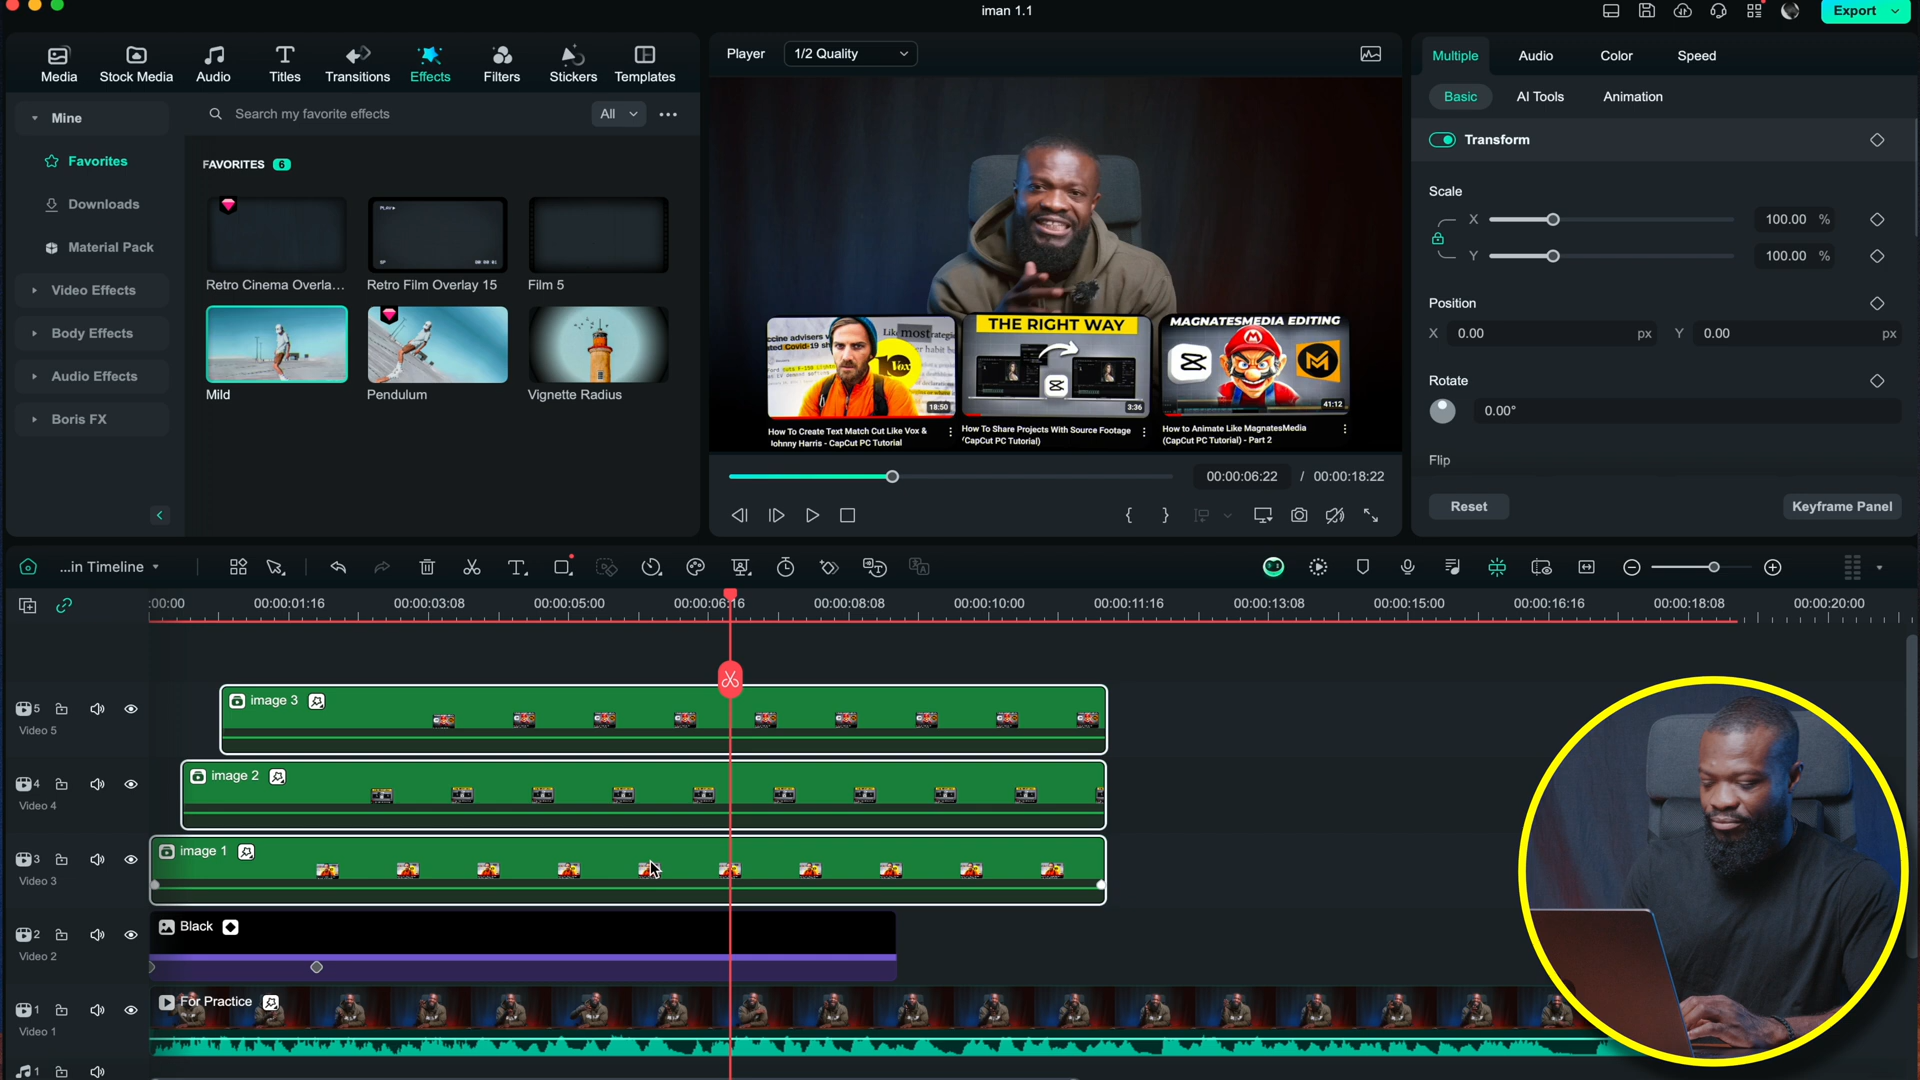 iman 1.1
Export
Media
Stock Media
Audio
Titles
Transitions
Effects
Filters
Stickers
Templates
Player
1/2 Quality
Multiple
Audio
Color
Speed
Mine
Search my favorite effects
All
Basic
AI Tools
Animation
Favorites
FAVORITES 6
Transform
Downloads
Material Pack
Video Effects
Body Effects
Audio Effects
Boris FX
Retro Cinema Overla...
Retro Film Overlay 15
Film 5
Mild
Pendulum
Vignette Radius
THE RIGHT WAY
MAGNATESMEDIA EDITING
most
Vox
18:50
3:36
41:12
How To Create Text Match Cut Like Vox &
Johnny Harris - CapCut PC Tutorial
How To Share Projects With Source Footage
(CapCut PC Tutorial)
How to Animate Like MagnatesMedia
(CapCut PC Tutorial) - Part 2
Scale
X 100.00 %
Y 100.00 %
Position
X 0.00 px Y 0.00 px
Rotate
0.00°
Flip
Reset
Keyframe Panel
00:00:06:22 / 00:00:18:22
...in Timeline
:00:00
00:00:01:16
00:00:03:08
00:00:05:00
00:00:06:16
00:00:08:08
00:00:10:00
00:00:11:16
00:00:13:08
00:00:15:00
00:00:16:16
00:00:18:08
00:00:20:00
5
Video 5
image 3
4
Video 4
image 2
3
Video 3
image 1
2
Video 2
Black
1
Video 1
For Practice
1